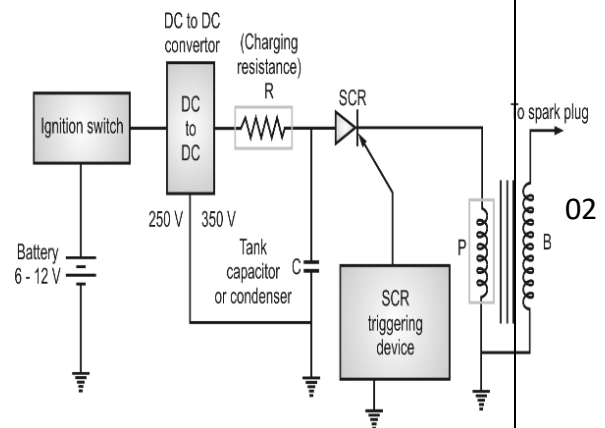 DC to DC
convertor
(Charging
resistance)
R
SCR
To spark plug
Ignition switch
DC
to
DC
02
250 V 350 V
Battery
6 - 12 V
Tank
capacitor
or condenser
C
P
B
SCR
triggering
device